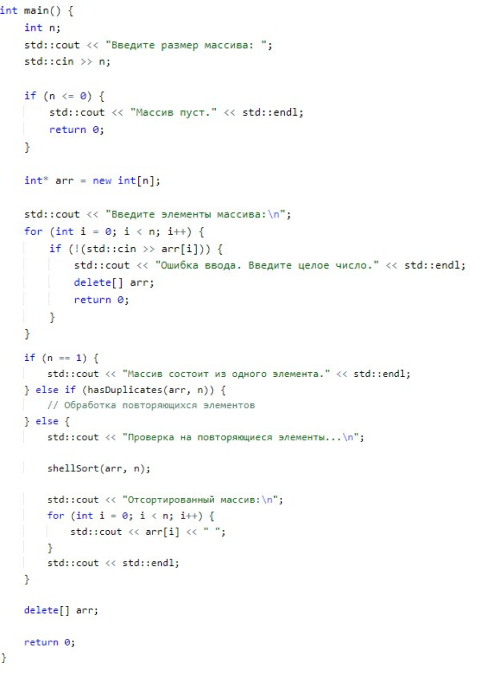 int main() {
    int n;
    std::cout << "Введите размер массива: ";
    std::cin >> n;

    if (n <= 0) {
        std::cout << "Массив пуст." << std::endl;
        return 0;
    }

    int* arr = new int[n];

    std::cout << "Введите элементы массива:\n";
    for (int i = 0; i < n; i++) {
        if (!(std::cin >> arr[i])) {
            std::cout << "Ошибка ввода. Введите целое число." << std::endl;
            delete[] arr;
            return 0;
        }
    }
    if (n == 1) {
        std::cout << "Массив состоит из одного элемента." << std::endl;
    } else if (hasDuplicates(arr, n)) {
        // Обработка повторяющихся элементов
    } else {
        std::cout << "Проверка на повторяющиеся элементы...\n";

        shellSort(arr, n);

        std::cout << "Отсортированный массив:\n";
        for (int i = 0; i < n; i++) {
            std::cout << arr[i] << " ";
        }
        std::cout << std::endl;
    }

    delete[] arr;

    return 0;
}